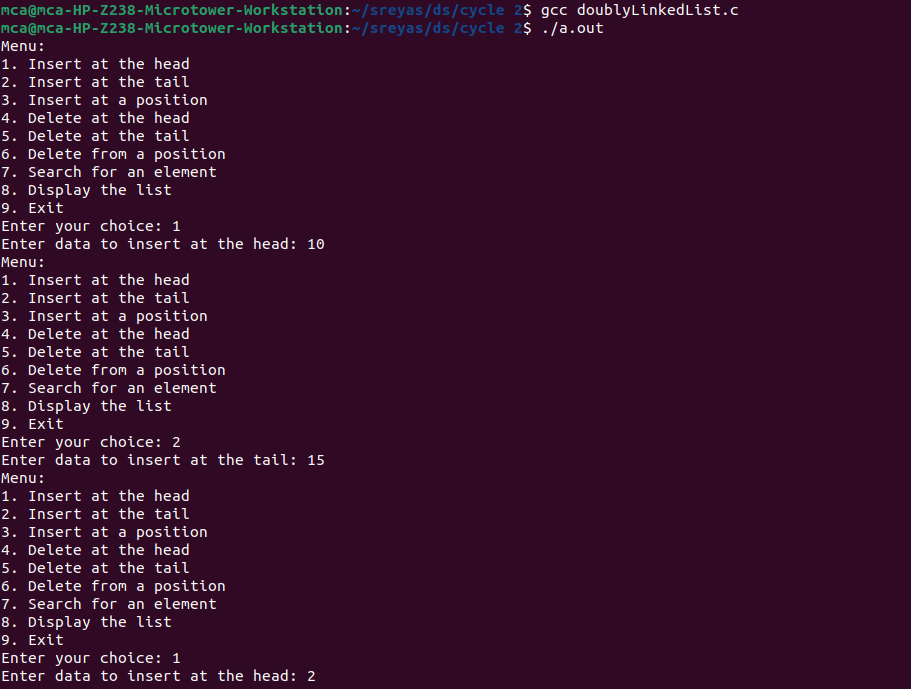 mca@mca-HP-Z238-Microtower-Workstation:~/sreyas/ds/cycle 2$ gcc doublyLinkedList.c
mca@mca-HP-Z238-Microtower-Workstation:~/sreyas/ds/cycle 2$ ./a.out
Menu:
1. Insert at the head
2. Insert at the tail
3. Insert at a position
4. Delete at the head
5. Delete at the tail
6. Delete from a position
7. Search for an element
8. Display the list
9. Exit
Enter your choice: 1
Enter data to insert at the head: 10
Menu:
1. Insert at the head
2. Insert at the tail
3. Insert at a position
4. Delete at the head
5. Delete at the tail
6. Delete from a position
7. Search for an element
8. Display the list
9. Exit
Enter your choice: 2
Enter data to insert at the tail: 15
Menu:
1. Insert at the head
2. Insert at the tail
3. Insert at a position
4. Delete at the head
5. Delete at the tail
6. Delete from a position
7. Search for an element
8. Display the list
9. Exit
Enter your choice: 1
Enter data to insert at the head: 2